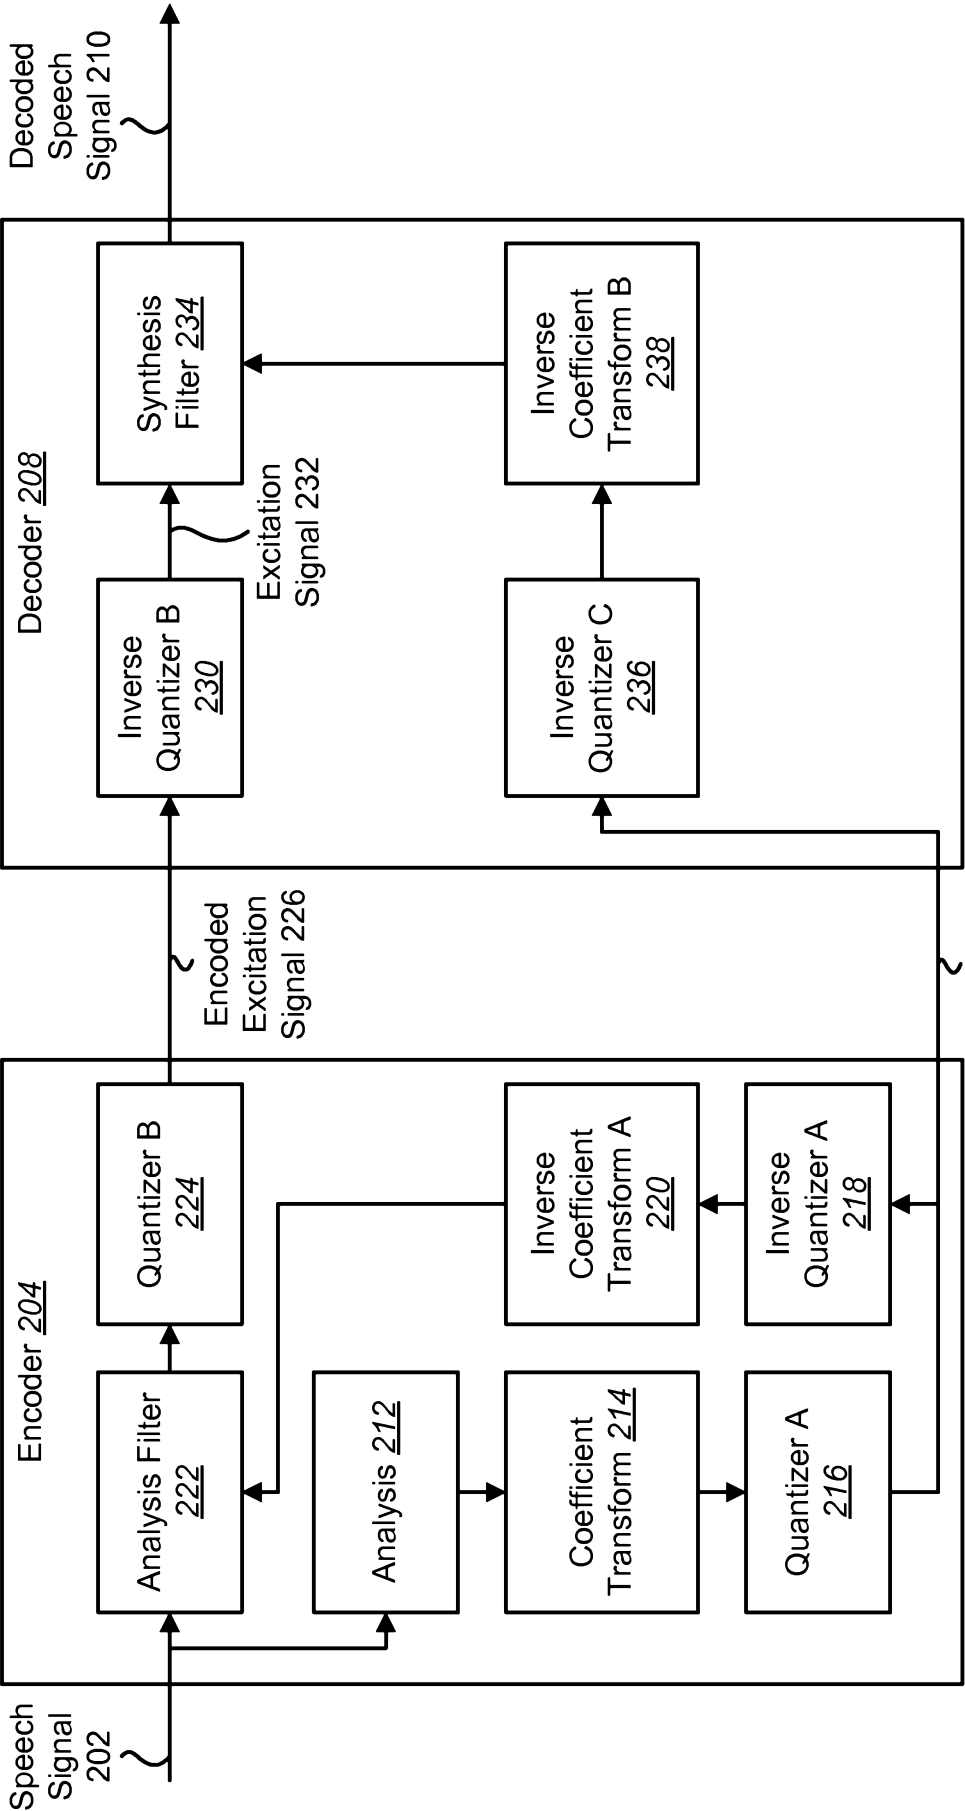 Speech
Signal
202
Encoder 204
Analysis Filter
222
Quantizer B
224
Analysis 212
Coefficient
Transform 214
Inverse
Coefficient
Transform A
220
Quantizer A
216
Inverse
Quantizer A
218
Encoded
Excitation
Signal 226
Decoder 208
Inverse
Quantizer B
230
Excitation
Signal 232
Synthesis
Filter 234
Inverse
Quantizer C
236
Inverse
Coefficient
Transform B
238
Decoded
Speech
Signal 210